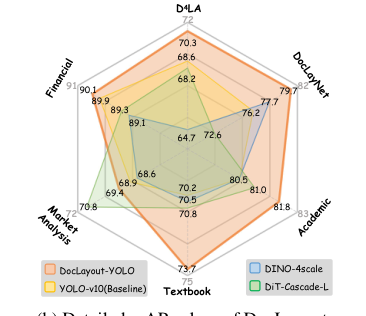 72
D⁴LA
70.3
68.6
68.2
64.7
Financial
91
90.1
89.9
89.3
89.1
DocLayNet
82
79.7
77.7
76.2
72.6
68.6
68.9
69.4
70.8
72
Market
Analysis
80.5
81.0
81.8
83
Academic
70.2
70.5
70.8
73.7
75
Textbook
DocLayout-YOLO
YOLO-v10(Baseline)
DINO-4scale
DiT-Cascade-L